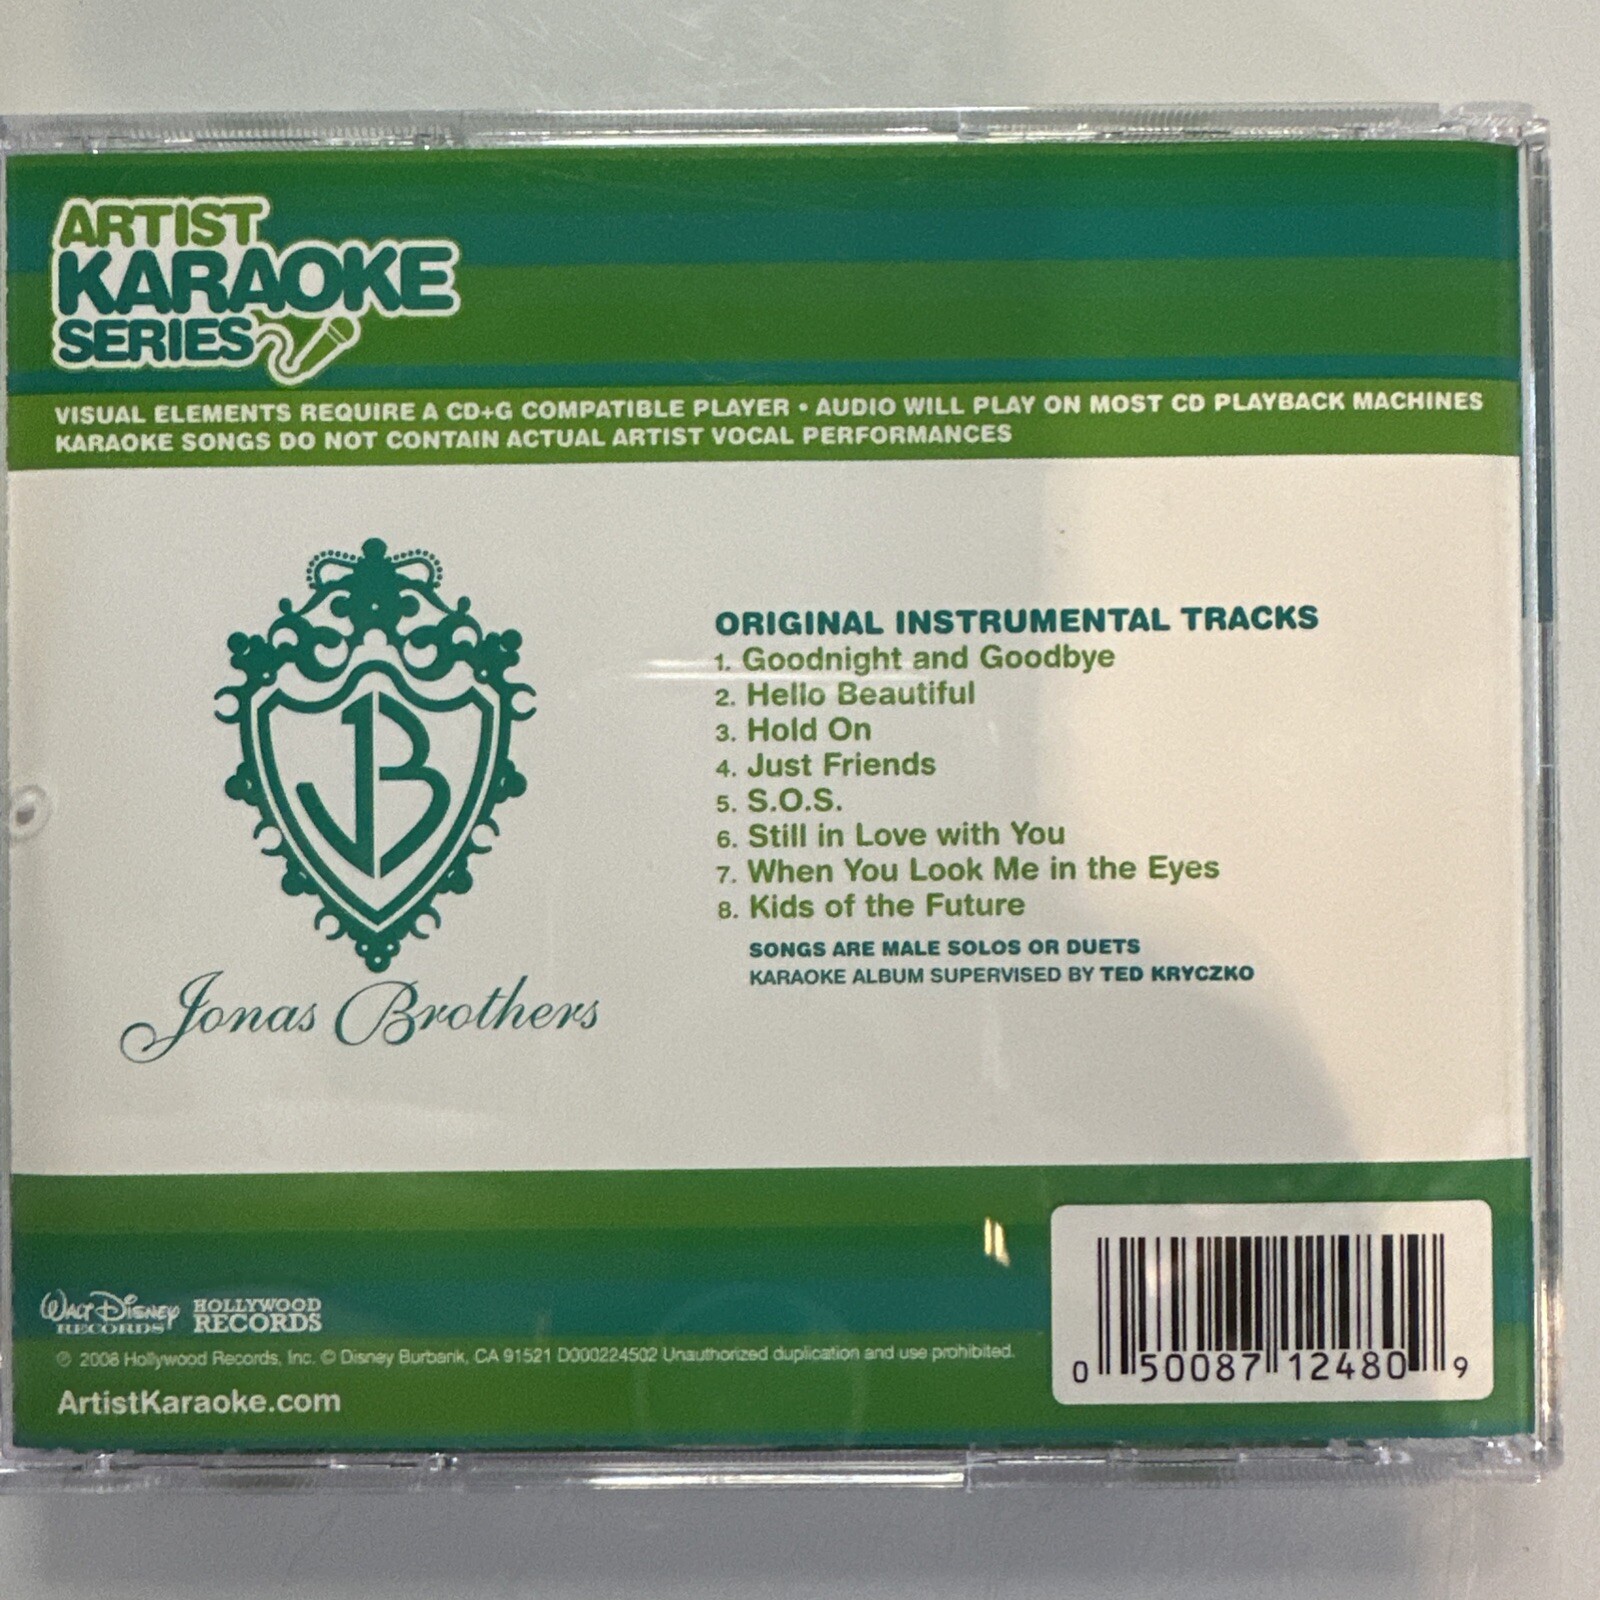 ARTIST
KARAOKE
SERIES
VISUAL ELEMENTS REQUIRE A CD+G COMPATIBLE PLAYER • AUDIO WILL PLAY ON MOST CD PLAYBACK MACHINES
KARAOKE SONGS DO NOT CONTAIN ACTUAL ARTIST VOCAL PERFORMANCES
JB
Jonas Brothers
ORIGINAL INSTRUMENTAL TRACKS
1. Goodnight and Goodbye
2. Hello Beautiful
3. Hold On
4. Just Friends
5. S.O.S.
6. Still in Love with You
7. When You Look Me in the Eyes
8. Kids of the Future
SONGS ARE MALE SOLOS OR DUETS
KARAOKE ALBUM SUPERVISED BY TED KRYCZKO
WALT DISNEY RECORDS
HOLLYWOOD RECORDS
℗ 2008 Hollywood Records, Inc. © Disney Burbank, CA 91521 D000224502 Unauthorized duplication and use prohibited.
ArtistKaraoke.com
0 50087 12480 9